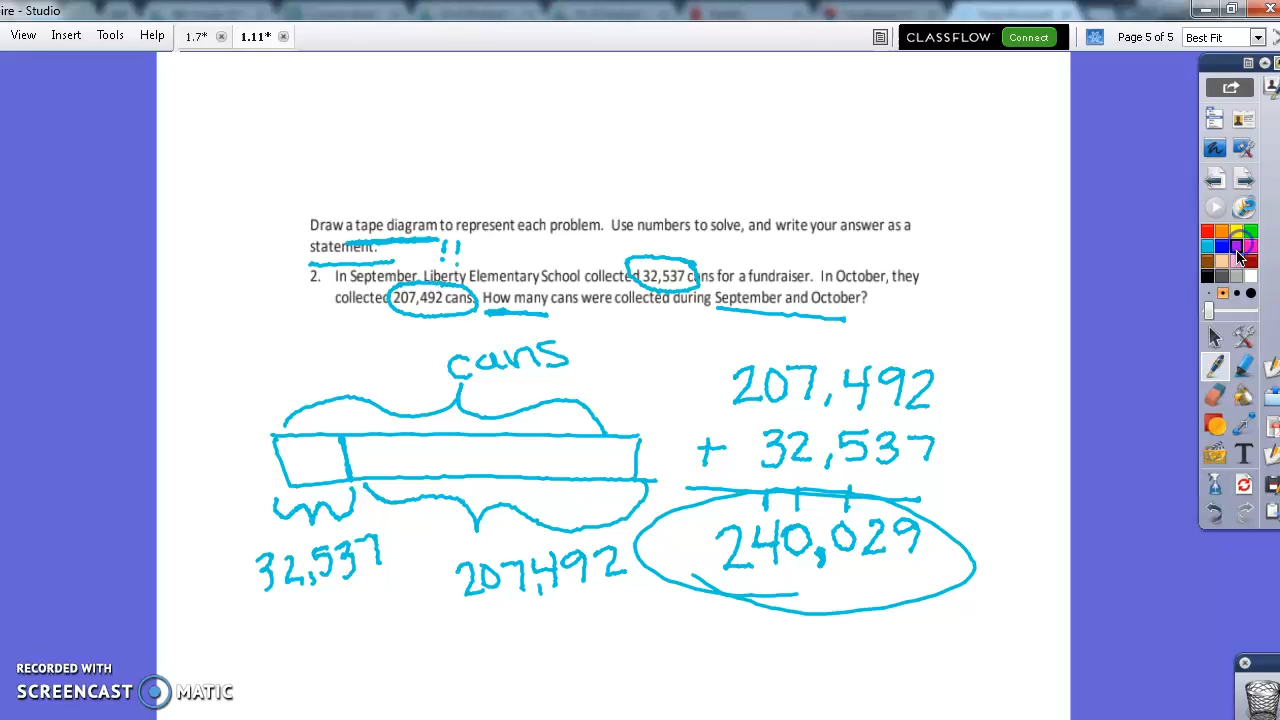 ire - Studio
View Insert Tools Help 1.7* 1.11* CLASSFLOW Connect Page 5 of 5 Best Fit
Draw a tape diagram to represent each problem. Use numbers to solve, and write your answer as a
statement.
!!
2. In September, Liberty Elementary School collected 32,537 cans for a fundraiser. In October, they
collected 207,492 cans. How many cans were collected during September and October?
cans
207,492
+ 32,537
240,029
32,537
207,492
RECORDED WITH
SCREENCAST MATIC